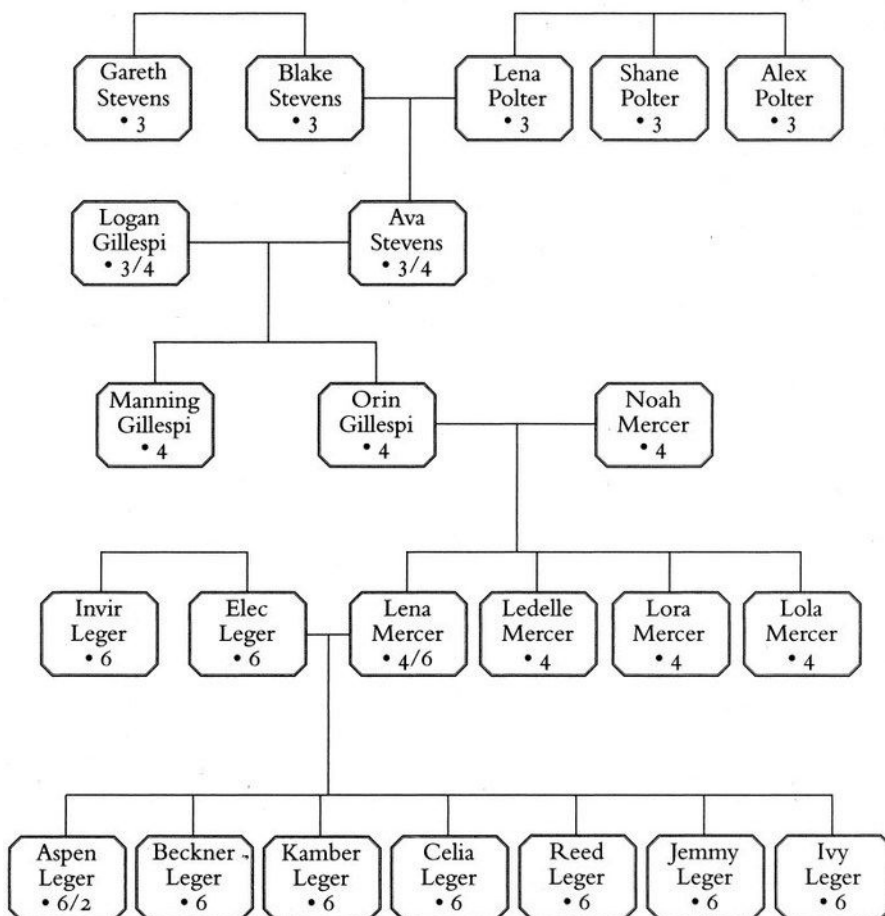 Gareth
Stevens
• 3
Blake
Stevens
• 3
Lena
Polter
• 3
Shane
Polter
• 3
Alex
Polter
• 3
Logan
Gillespi
• 3/4
Ava
Stevens
• 3/4
Manning
Gillespi
• 4
Orin
Gillespi
• 4
Noah
Mercer
• 4
Invir
Leger
• 6
Elec
Leger
• 6
Lena
Mercer
• 4/6
Ledelle
Mercer
• 4
Lora
Mercer
• 4
Lola
Mercer
• 4
Aspen
Leger
• 6/2
Beckner
Leger
• 6
Kamber
Leger
• 6
Celia
Leger
• 6
Reed
Leger
• 6
Jemmy
Leger
• 6
Ivy
Leger
• 6